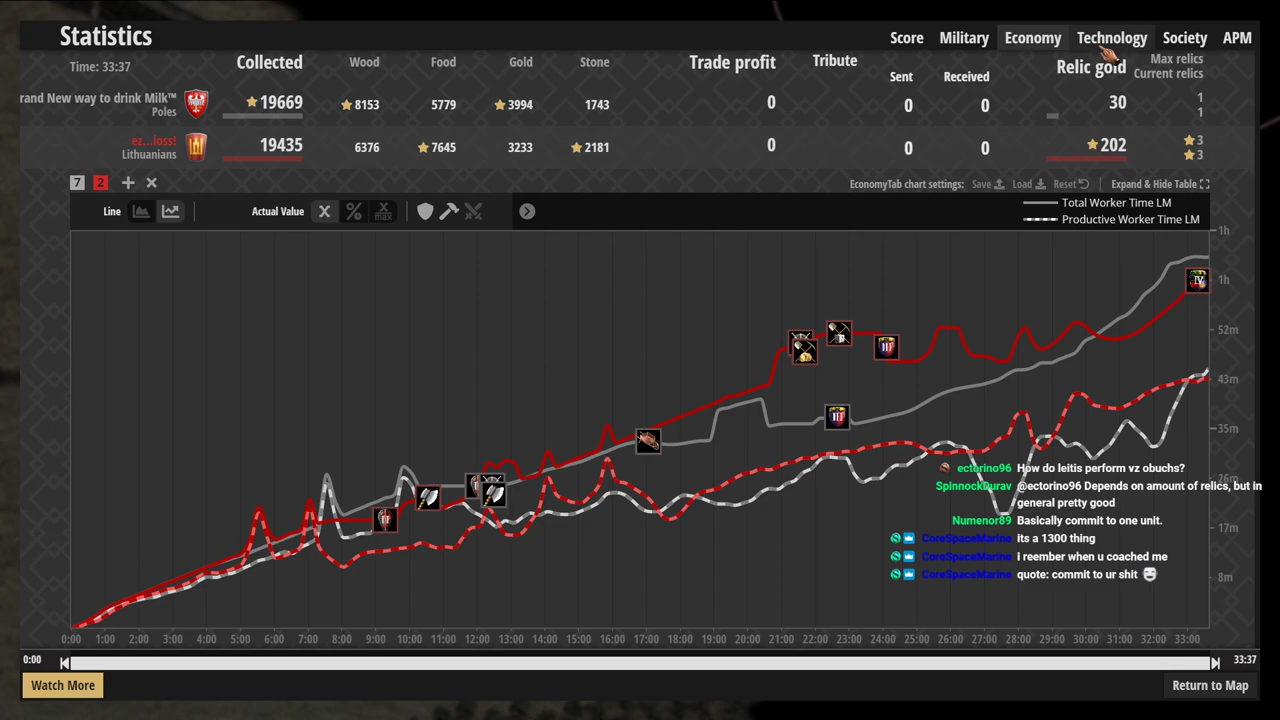 Statistics
Score Military Economy Technology Society APM
Time: 33:37
Collected Wood Food Gold Stone Trade profit Tribute Sent Received Relic gold Max relics
Current relics
rand New way to drink Milk™ 19669 8153 5779 3994 1743 0 0 0 30 1
Poles 1
ez...loss! 19435 6376 7645 3233 2181 0 0 0 202 3
Lithuanians 3
7 2 EconomyTab chart settings: Save Load Reset Expand & Hide Table
Line Actual Value X % x/max
Total Worker Time LM
Productive Worker Time LM
1h
1h
52m
43m
35m
26m
17m
8m
III
III
III
IV
ectorino96 How do leitis perform vz obuchs?
SpinnockDurav @ectorino96 Depends on amount of relics, but in
general pretty good
Numenor89 Basically commit to one unit.
CoreSpaceMarine its a 1300 thing
CoreSpaceMarine i reember when u coached me
CoreSpaceMarine quote: commit to ur shit
0:00 1:00 2:00 3:00 4:00 5:00 6:00 7:00 8:00 9:00 10:00 11:00 12:00 13:00 14:00 15:00 16:00 17:00 18:00 19:00 20:00 21:00 22:00 23:00 24:00 25:00 26:00 27:00 28:00 29:00 30:00 31:00 32:00 33:00
0:00 33:37
Watch More Return to Map